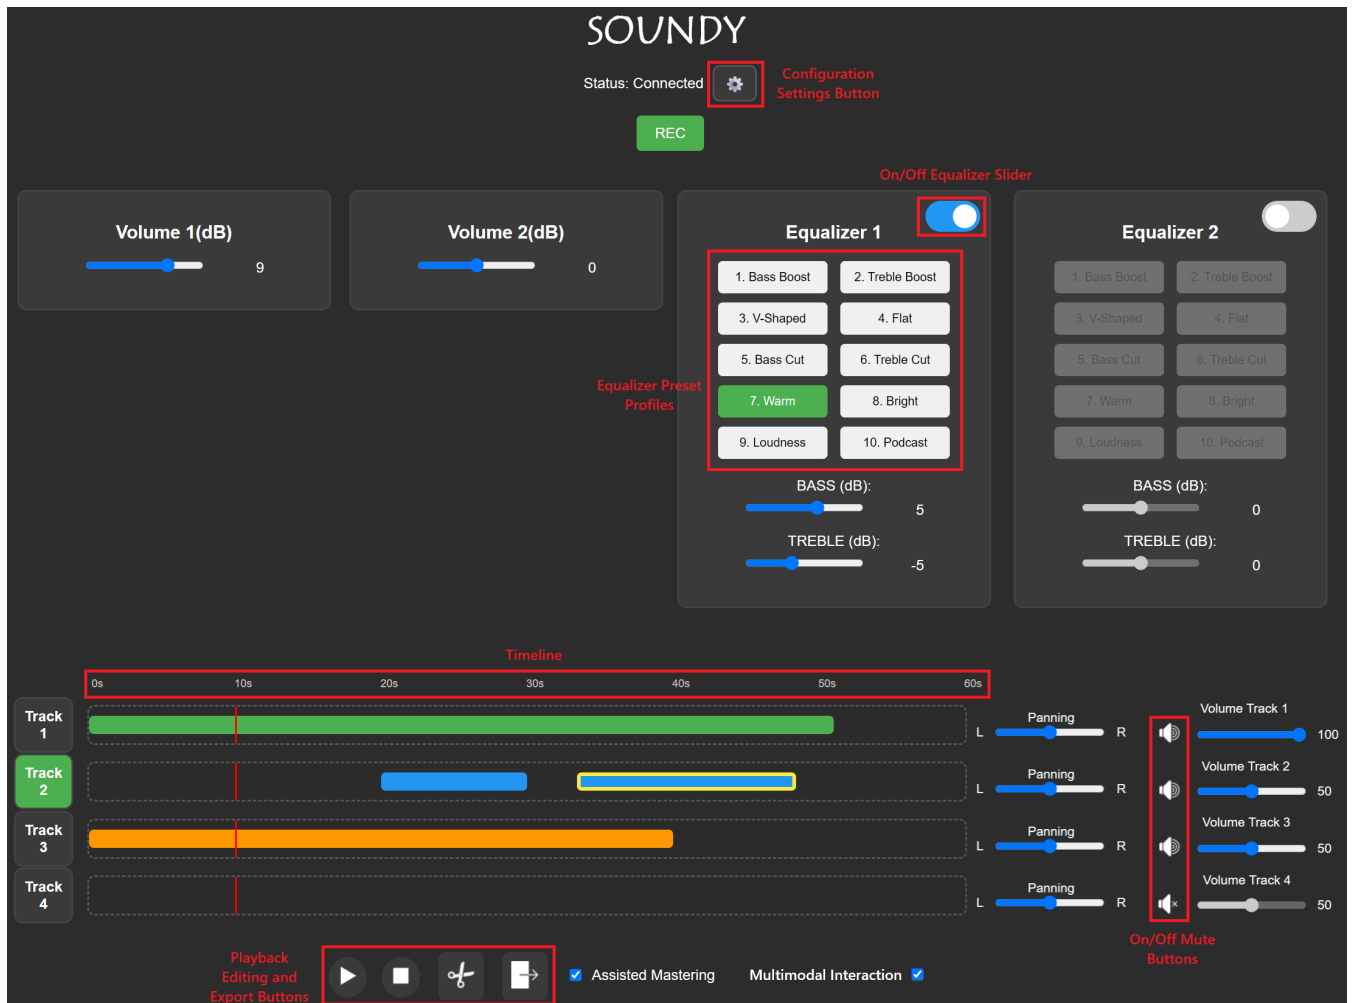 SOUNDY
Status: Connected
Configuration
Settings Button
REC
On/Off Equalizer Slider
Volume 1(dB)
9
Volume 2(dB)
0
Equalizer 1
1. Bass Boost
2. Treble Boost
3. V-Shaped
4. Flat
5. Bass Cut
6. Treble Cut
7. Warm
8. Bright
9. Loudness
10. Podcast
Equalizer Preset
Profiles
BASS (dB):
5
TREBLE (dB):
-5
Equalizer 2
1. Bass Boost
2. Treble Boost
3. V-Shaped
4. Flat
5. Bass Cut
6. Treble Cut
7. Warm
8. Bright
9. Loudness
10. Podcast
BASS (dB):
0
TREBLE (dB):
0
Timeline
0s 10s 20s 30s 40s 50s 60s
Track
1
L Panning R
Volume Track 1
100
Track
2
L Panning R
Volume Track 2
50
Track
3
L Panning R
Volume Track 3
50
Track
4
L Panning R
Volume Track 4
50
On/Off Mute
Buttons
Playback
Editing and
Export Buttons
Assisted Mastering
Multimodal Interaction